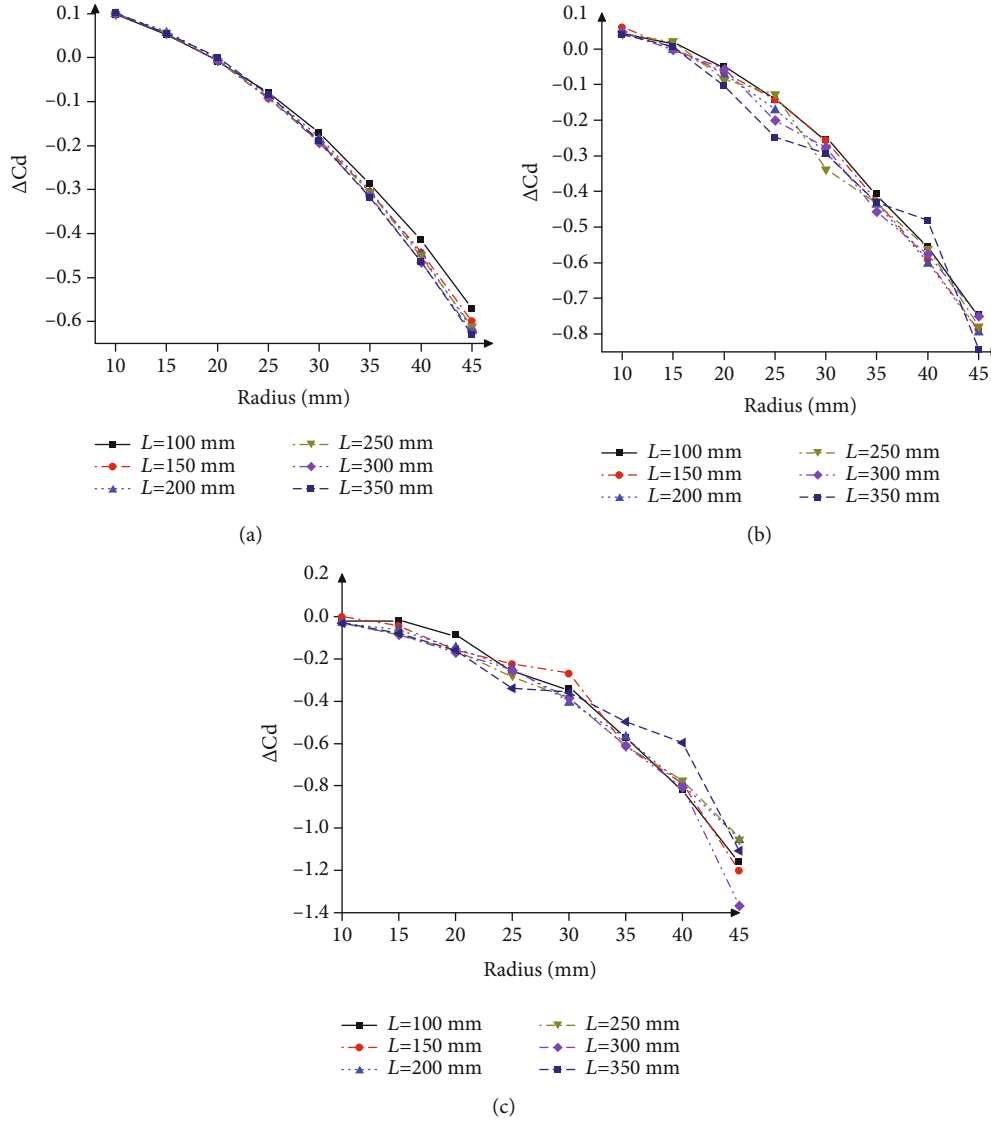 0.1
0.0
−0.1
−0.2
−0.3
−0.4
−0.5
−0.6
ΔCd
10 15 20 25 30 35 40 45
Radius (mm)
L=100 mm
L=150 mm
L=200 mm
L=250 mm
L=300 mm
L=350 mm
(a)
0.1
0.0
−0.1
−0.2
−0.3
−0.4
−0.5
−0.6
−0.7
−0.8
ΔCd
10 15 20 25 30 35 40 45
Radius (mm)
L=100 mm
L=150 mm
L=200 mm
L=250 mm
L=300 mm
L=350 mm
(b)
0.2
0.0
−0.2
−0.4
−0.6
−0.8
−1.0
−1.2
−1.4
ΔCd
10 15 20 25 30 35 40 45
Radius (mm)
L=100 mm
L=150 mm
L=200 mm
L=250 mm
L=300 mm
L=350 mm
(c)